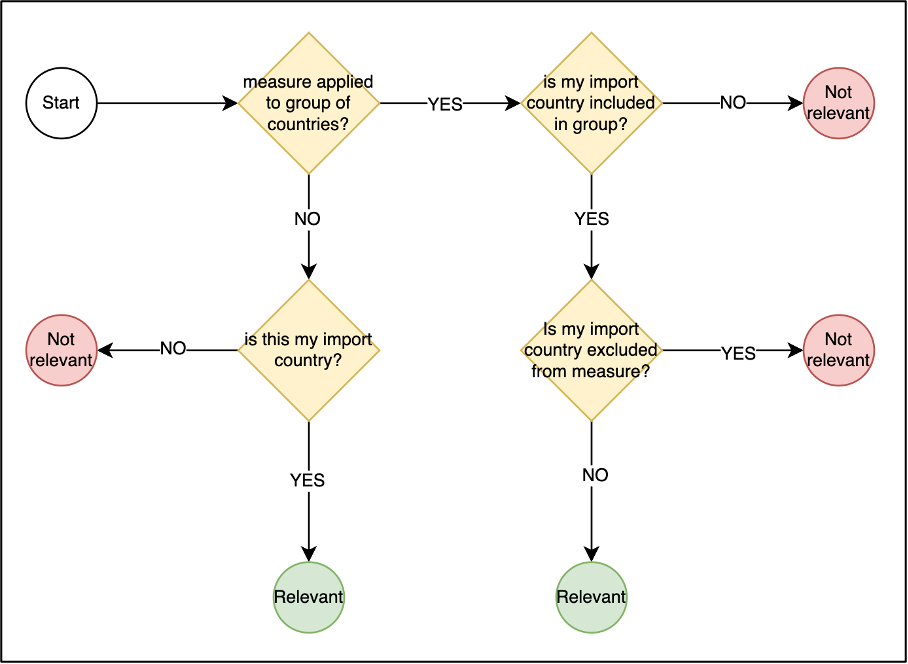 Start
measure applied
to group of
countries?
YES
is my import
country included
in group?
NO
Not
relevant
NO
YES
Not
relevant
NO
is this my import
country?
Is my import
country excluded
from measure?
YES
Not
relevant
YES
NO
Relevant
Relevant